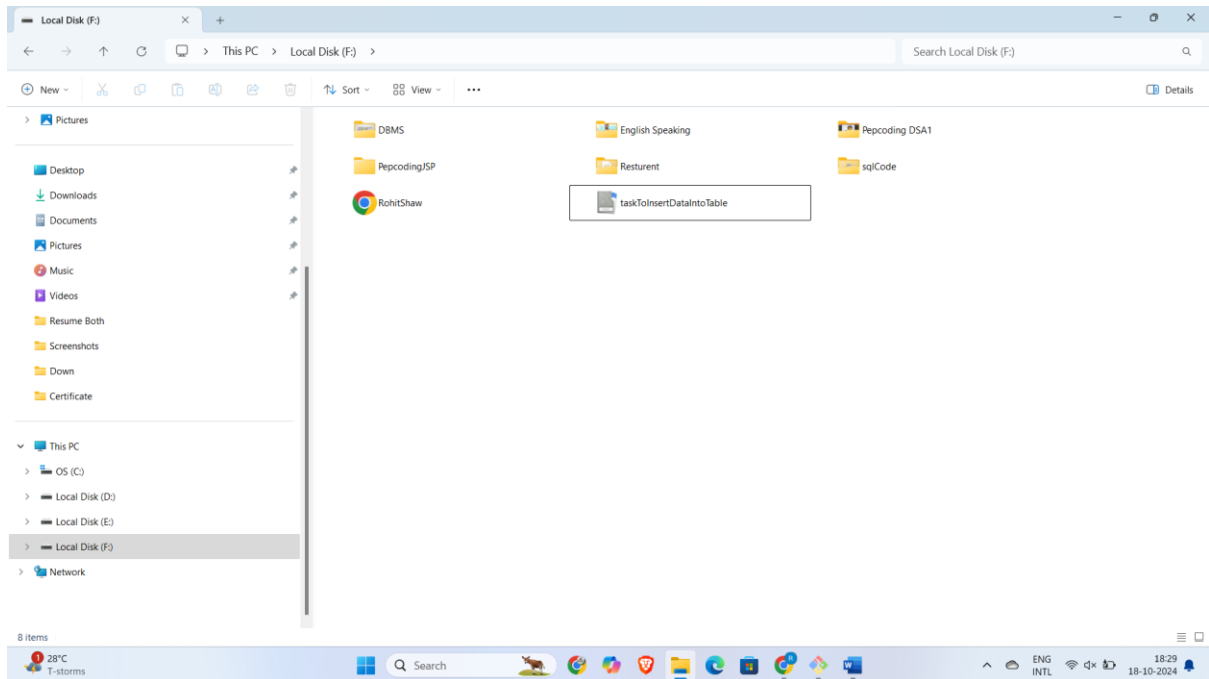 Local Disk (F:)
This PC > Local Disk (F:) >
Search Local Disk (F:)
New
Sort
View
Details
Pictures
Desktop
Downloads
Documents
Pictures
Music
Videos
Resume Both
Screenshots
Down
Certificate
This PC
OS (C:)
Local Disk (D:)
Local Disk (E:)
Local Disk (F:)
Network
DBMS
English Speaking
Pepcoding DSA1
PepcodingJSP
Resturent
sqlCode
RohitShaw
taskToInsertDataIntoTable
8 items
1
28°C
T-storms
Search
R
W
ENG
INTL
18:29
18-10-2024